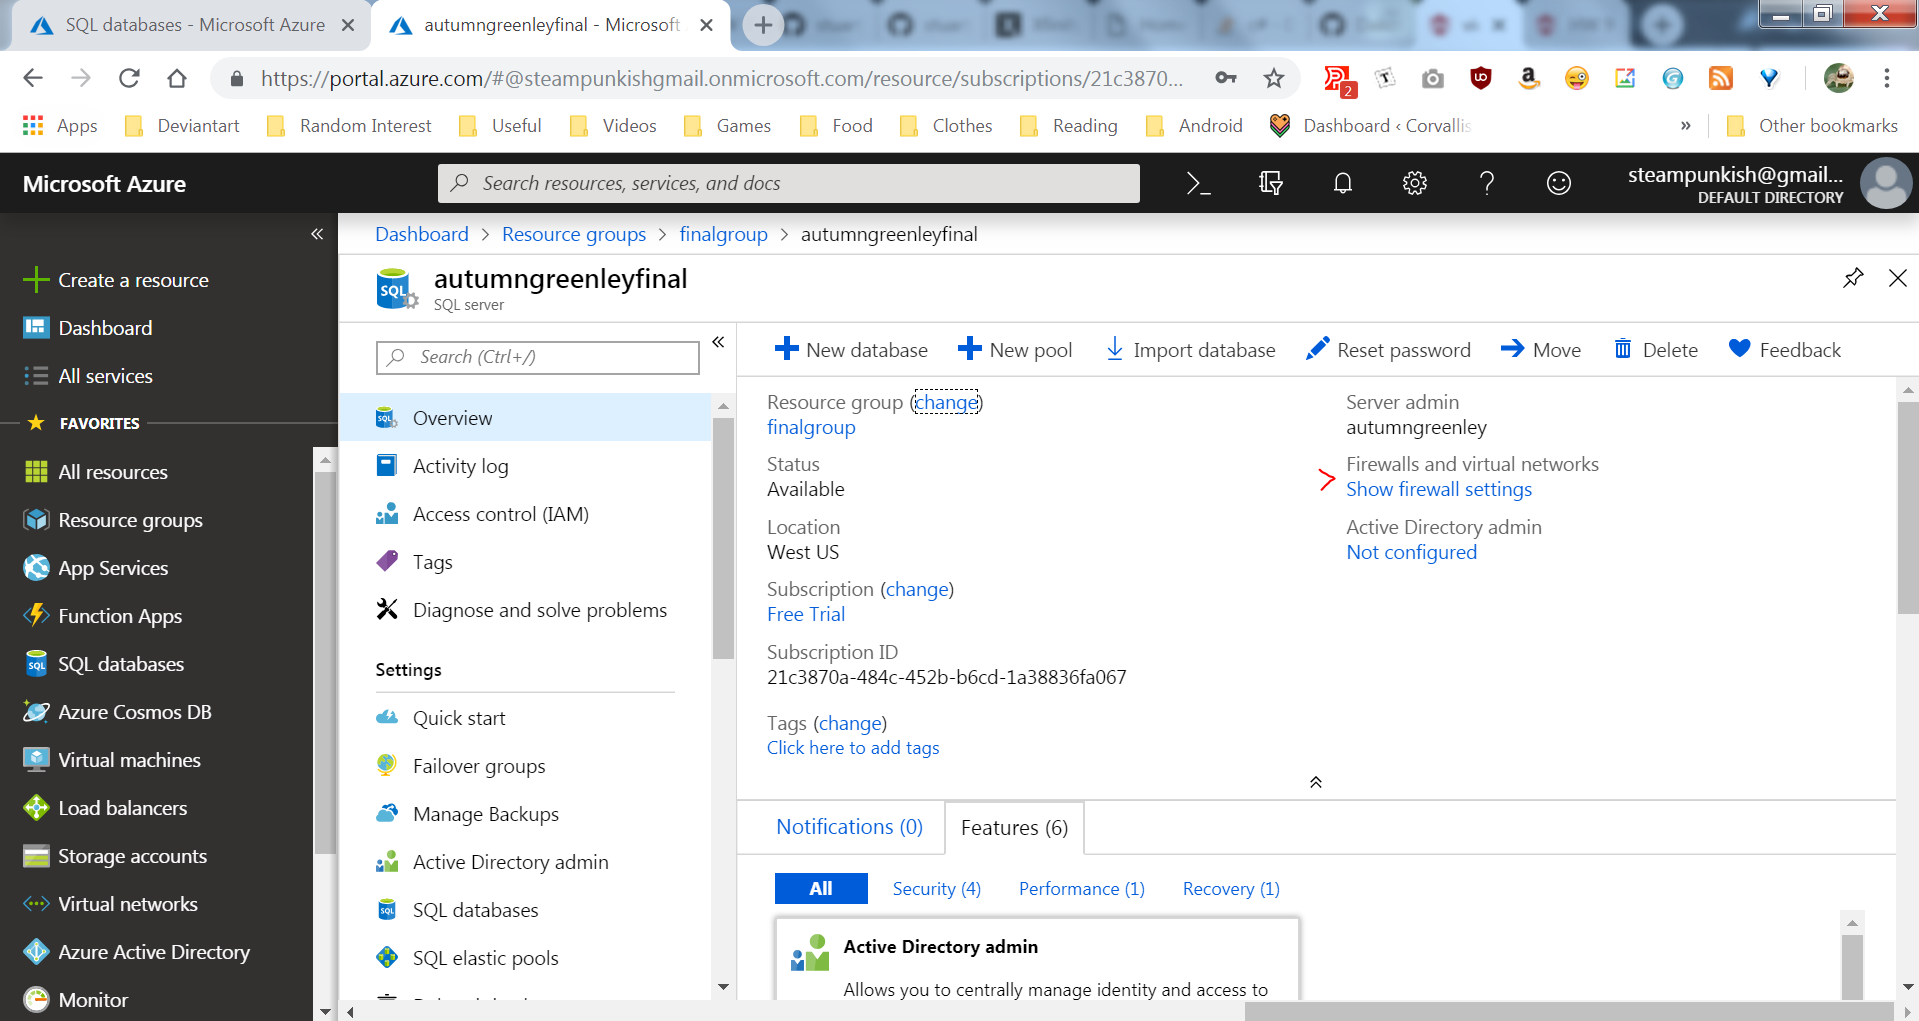 SQL databases - Microsoft Azure
autumngreenleyfinal - Microsoft
https://portal.azure.com/#@steampunkishgmail.onmicrosoft.com/resource/subscriptions/21c3870...
2
Apps
Deviantart
Random Interest
Useful
Videos
Games
Food
Clothes
Reading
Android
Dashboard ‹ Corvallis
»
Other bookmarks
Microsoft Azure
Search resources, services, and docs
steampunkish@gmail...
DEFAULT DIRECTORY
Create a resource
Dashboard
All services
FAVORITES
All resources
Resource groups
App Services
Function Apps
SQL databases
Azure Cosmos DB
Virtual machines
Load balancers
Storage accounts
Virtual networks
Azure Active Directory
Monitor
Dashboard > Resource groups > finalgroup > autumngreenleyfinal
SQL
autumngreenleyfinal
SQL server
Search (Ctrl+/)
Overview
Activity log
Access control (IAM)
Tags
Diagnose and solve problems
Settings
Quick start
Failover groups
Manage Backups
Active Directory admin
SQL databases
SQL elastic pools
New database
New pool
Import database
Reset password
Move
Delete
Feedback
Resource group (change)
finalgroup
Status
Available
Location
West US
Subscription (change)
Free Trial
Subscription ID
21c3870a-484c-452b-b6cd-1a38836fa067
Tags (change)
Click here to add tags
Server admin
autumngreenley
Firewalls and virtual networks
Show firewall settings
Active Directory admin
Not configured
Notifications (0)
Features (6)
All
Security (4)
Performance (1)
Recovery (1)
Active Directory admin
Allows you to centrally manage identity and access to